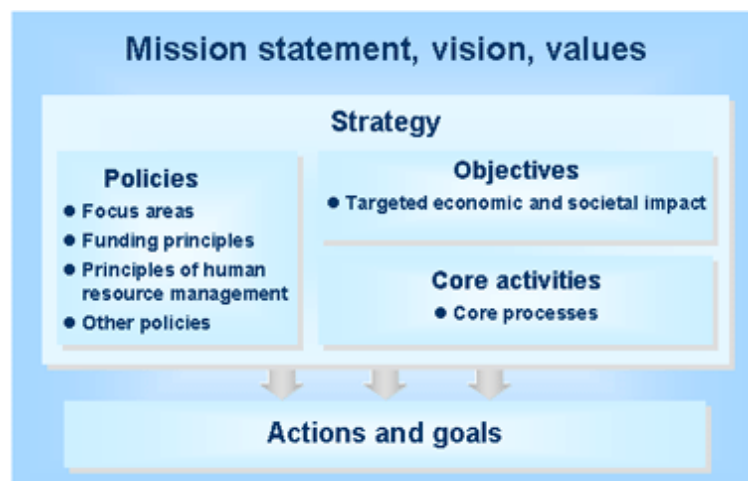 Mission statement, vision, values
Strategy
Policies
● Focus areas
● Funding principles
● Principles of human
resource management
● Other policies
Objectives
● Targeted economic and societal impact
Core activities
● Core processes
Actions and goals